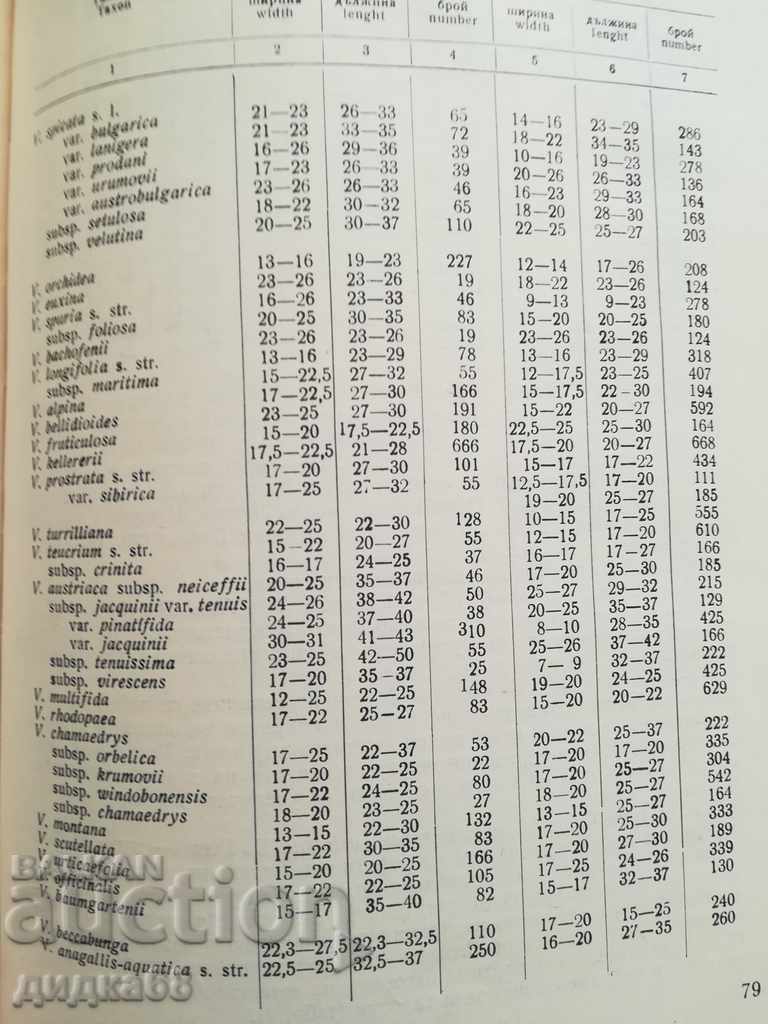 таксон ширина дължина брой ширина дължина брой
Taxon width lenght number width lenght number
1 2 3 4 5 6 7
V. spicata s. l.
var. bulgarica 21—23 26—33 65 14—16 23—29 286
var. lanigera 21—23 33—35 72 18—22 34—35 143
var. prodani 16—26 29—36 39 10—16 19—23 278
var. urumovii 17—23 26—33 39 20—26 26—33 136
var. austrobulgarica 23—26 26—33 46 16—23 29—33 164
subsp. setulosa 18—22 30—32 65 18—20 28—30 168
subsp. velutina 20—25 30—37 110 22—25 25—27 203
V. orchidea 13—16 19—23 227 12—14 17—26 208
V. euxina 23—26 23—26 19 18—22 23—26 124
V. spuria s. str. 16—26 23—33 46 9—13 9—23 278
subsp. foliosa 20—25 30—35 83 15—20 20—25 180
V. bachofenii 23—26 23—26 19 23—26 23—26 124
V. longifolia s. str. 13—16 23—29 78 13—16 23—29 318
subsp. maritima 15—22,5 27—32 55 12—17,5 23—25 407
V. alpina 17—22,5 27—30 166 15—17,5 22—30 194
V. bellidioides 23—25 27—30 191 15—22 20—27 592
V. fruticulosa 15—20 17,5—22,5 180 22,5—25 25—30 164
V. kellererii 17,5—22,5 21—28 666 17,5—20 20—27 668
V. prostrata s. str. 17—20 27—30 101 15—17 17—22 434
var. sibirica 17—25 27—32 55 12,5—17,5 17—20 111
19—20 25—27 185
V. turrilliana 22—25 22—30 128 10—15 17—25 555
V. teucrium s. str. 15—22 20—27 55 12—15 17—20 610
subsp. crinita 16—17 24—25 37 16—17 17—27 166
V. austriaca subsp. neiceffii 20—25 35—37 46 17—20 25—30 185
subsp. jacquinii var. tenuis 24—26 38—42 50 25—27 29—32 215
var. pinatifida 24—25 37—40 38 20—25 35—37 129
var. jacquinii 30—31 41—43 310 8—10 28—35 425
subsp. tenuissima 23—25 42—50 55 25—26 37—42 166
subsp. virescens 17—20 35-37 25 7— 9 32—37 222
V. multifida 12—25 22—25 148 19—20 24—25 425
V. rhodopaea 17—22 25—27 83 15—20 20—22 629
V. chamaedrys
subsp. orbelica 17—25 22—37 53 20—22 25—37 222
subsp. krumovii 17—20 22—25 22 17—20 17—20 335
subsp. windobonensis 17—22 24—25 80 17—20 25—27 304
subsp. chamaedrys 18—20 23—25 27 18—20 20—25 542
V. montana 13—15 22—30 132 13—15 25—27 164
V. scutellata 17—22 30—35 83 17—20 25—30 333
V. urticaefolia 15—20 20—25 166 17—20 27—30 189
V. officinalis 17—22 22—25 105 17—25 24—26 339
V. baumgartenii 15—17 35—40 82 15—17 32—37 130
V. beccabunga 22,3—27,5 22,3—32,5 110 17—20 15—25 240
V. anagallis-aquatica s. str. 22,5—25 32,5—37 250 16—20 27—35 260
79
BALKAN
auction
дидка68